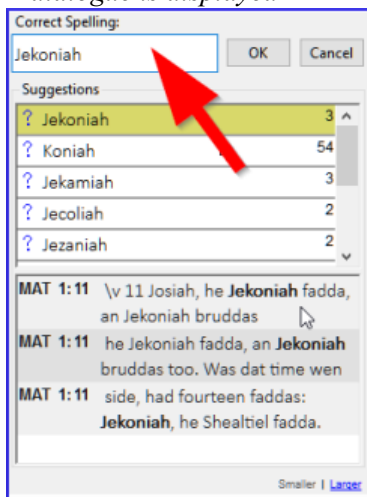 Correct Spelling:
Jekoniah OK Cancel
Suggestions
? Jekoniah 3
? Koniah 54
? Jekamiah 3
? Jecoliah 2
? Jezaniah 2
MAT 1:11 \v 11 Josiah, he Jekoniah fadda,
an Jekoniah bruddas
MAT 1:11 he Jekoniah fadda, an Jekoniah
bruddas too. Was dat time wen
MAT 1:11 side, had fourteen faddas:
Jekoniah, he Shealtiel fadda.
Smaller | Larger